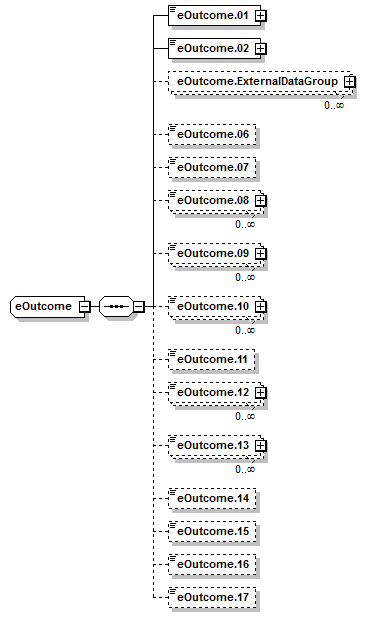 eOutcome.01
eOutcome.02
eOutcome.ExternalDataGroup
0..∞
eOutcome.06
eOutcome.07
eOutcome.08
0..∞
eOutcome.09
0..∞
eOutcome
eOutcome.10
0..∞
eOutcome.11
eOutcome.12
0..∞
eOutcome.13
0..∞
eOutcome.14
eOutcome.15
eOutcome.16
eOutcome.17